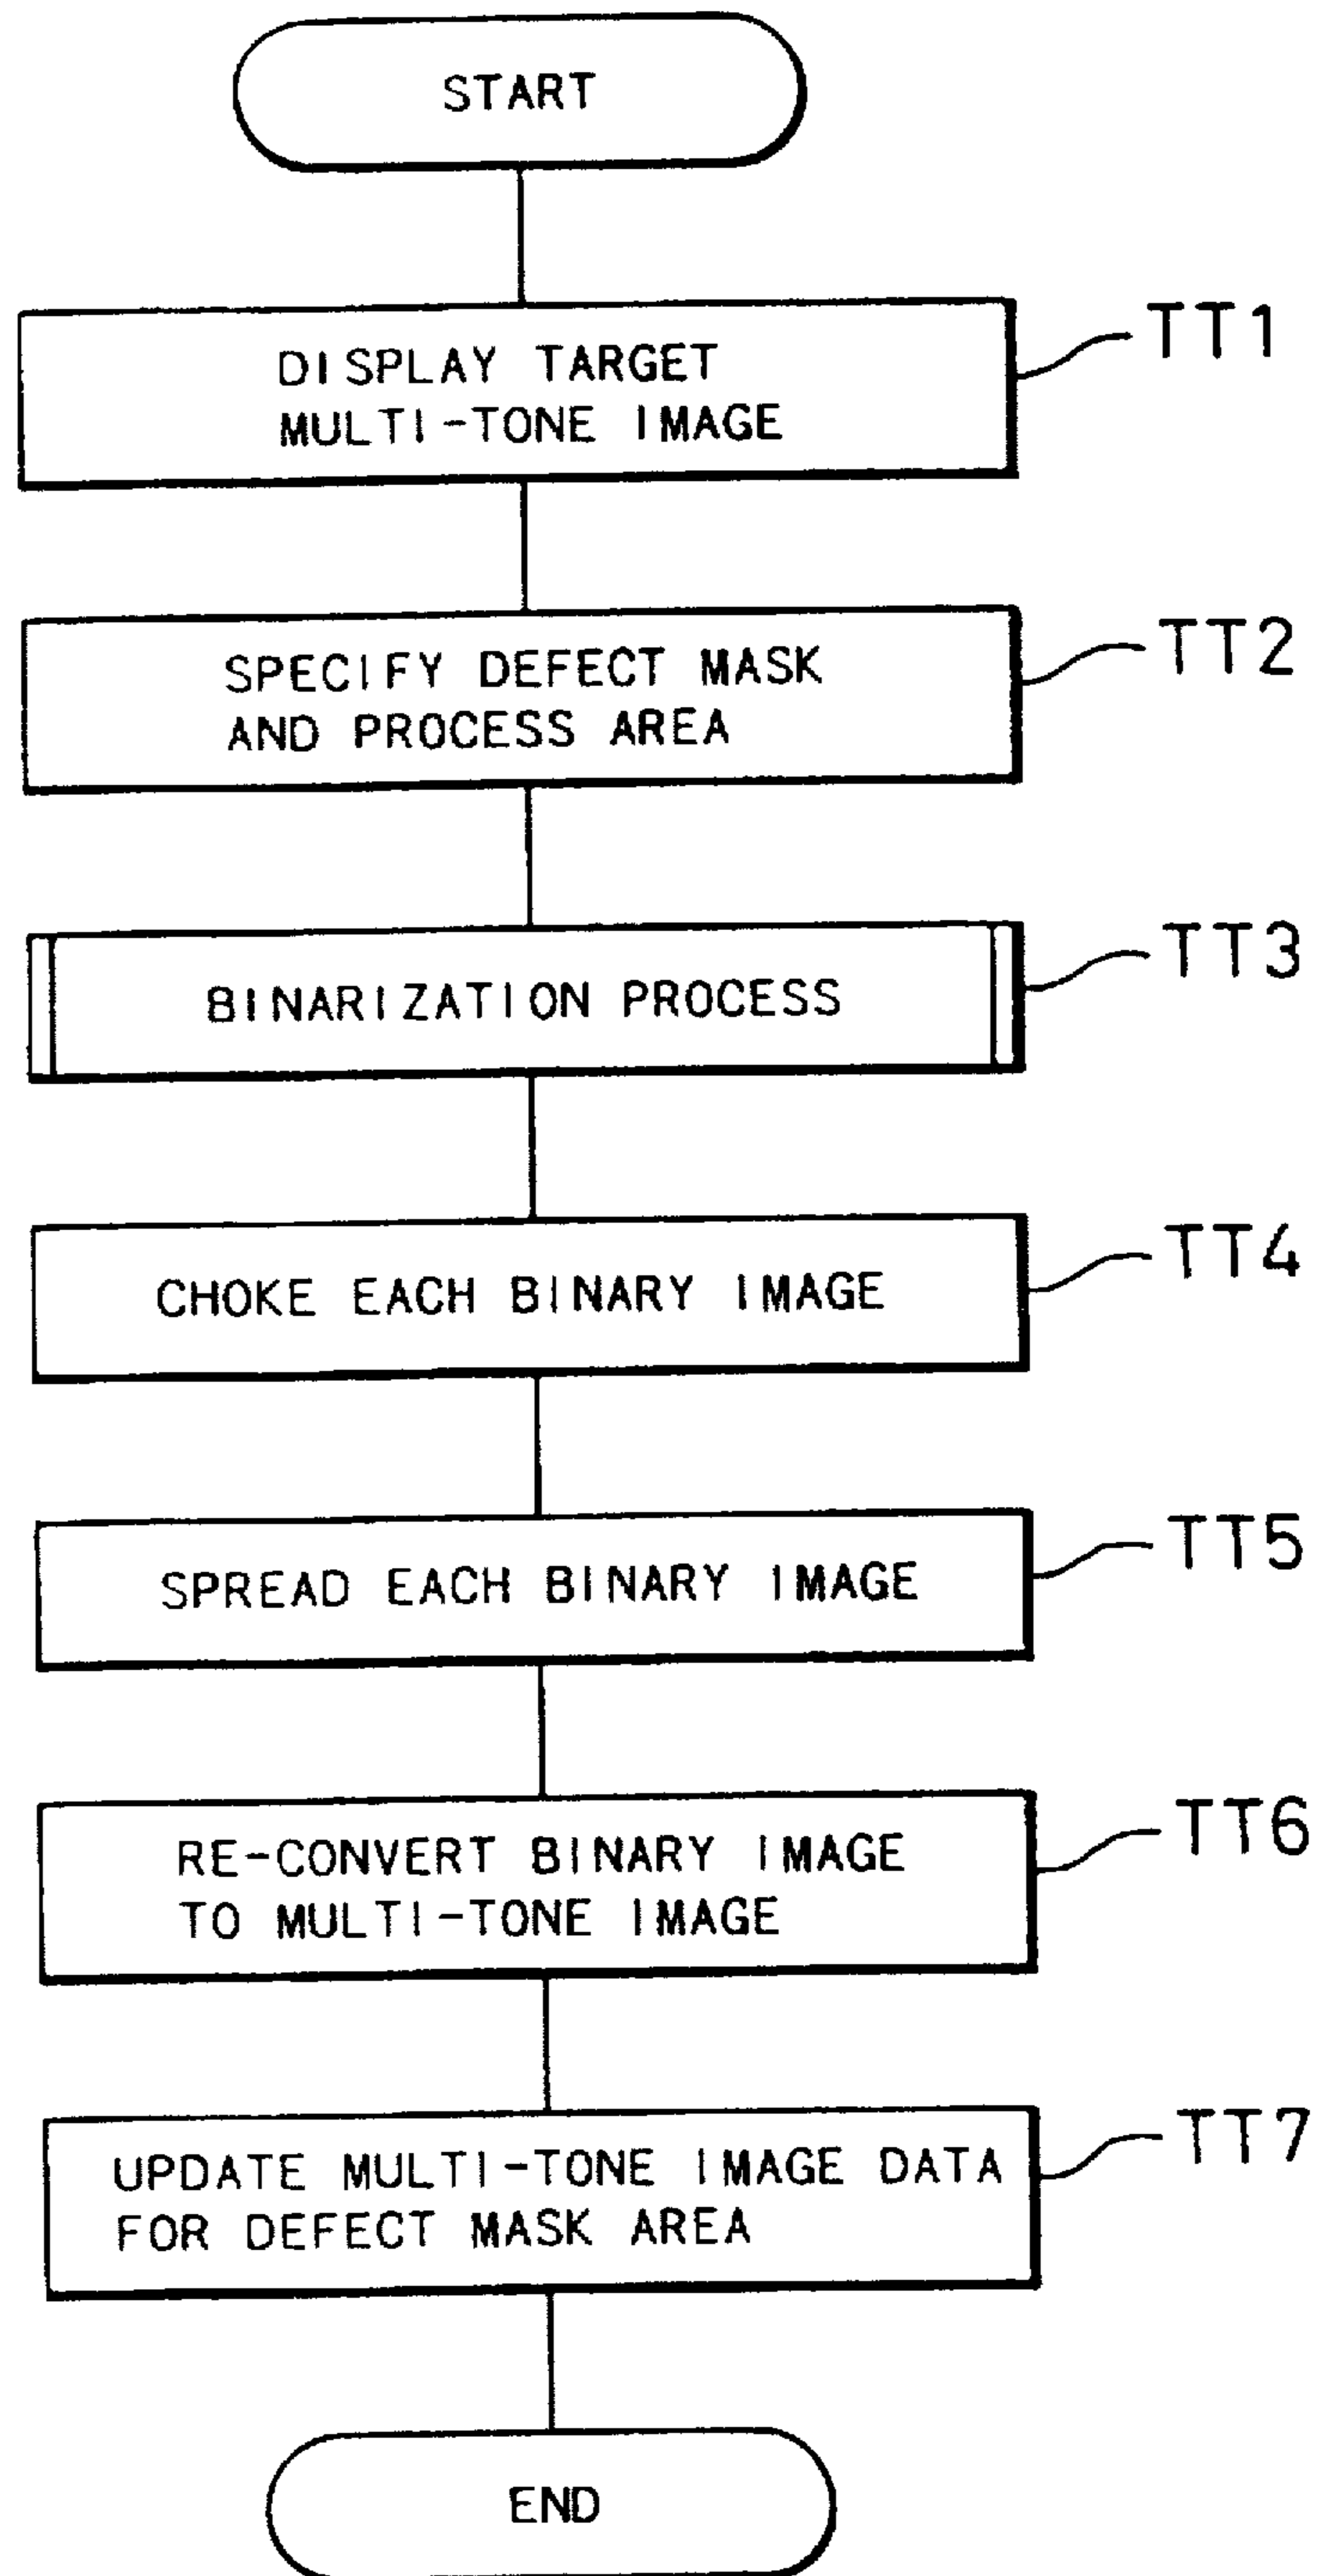 START
DISPLAY TARGET
MULTI-TONE IMAGE
TT1
SPECIFY DEFECT MASK
AND PROCESS AREA
TT2
BINARIZATION PROCESS
TT3
CHOKE EACH BINARY IMAGE
TT4
SPREAD EACH BINARY IMAGE
TT5
RE-CONVERT BINARY IMAGE
TO MULTI-TONE IMAGE
TT6
UPDATE MULTI-TONE IMAGE DATA
FOR DEFECT MASK AREA
TT7
END